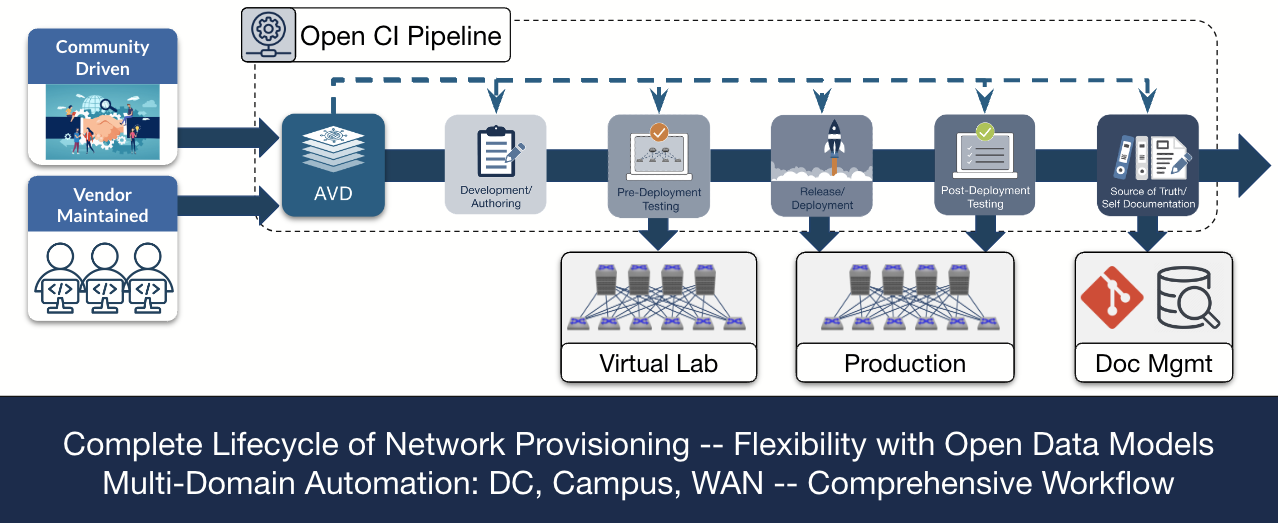 Open CI Pipeline
Community
Driven
Vendor
Maintained
</>
</>
</>
AVD
Development/
Authoring
Pre-Deployment
Testing
Release/
Deployment
Post-Deployment
Testing
Source of Truth/
Self Documentation
Virtual Lab
Production
Doc Mgmt
Complete Lifecycle of Network Provisioning -- Flexibility with Open Data Models
Multi-Domain Automation: DC, Campus, WAN -- Comprehensive Workflow